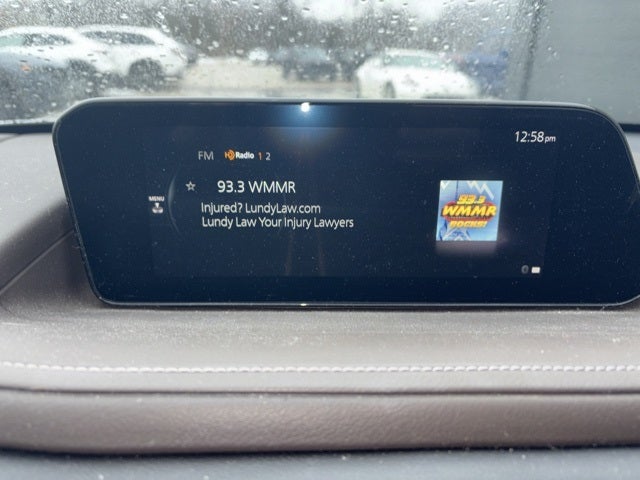 12:58pm
FM HD Radio 1 2
93.3 WMMR
MENU
Injured? LundyLaw.com
Lundy Law Your Injury Lawyers
93.3
WMMR
ROCKS!